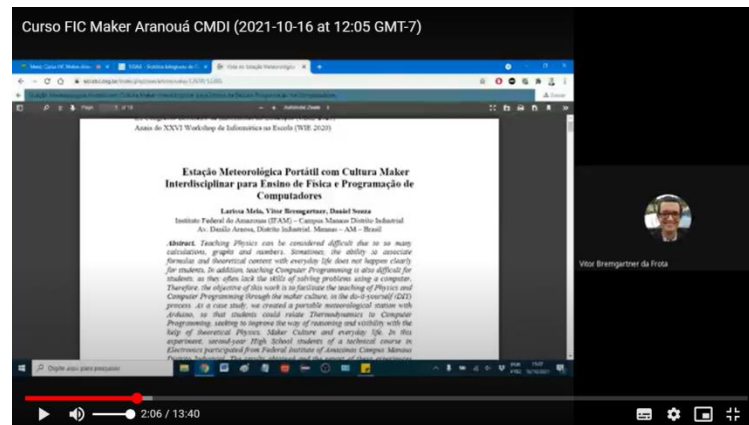 Curso FIC Maker Aranouá CMDI (2021-10-16 at 12:05 GMT-7)
Anais do XXVI Workshop de Informática na Escola (WIE 2020)
Estação Meteorológica Portátil com Cultura Maker
Interdisciplinar para Ensino de Física e Programação de
Computadores
Larissa Melo, Vitor Bremgartner, Daniel Souza
Instituto Federal do Amazonas (IFAM) – Campus Manaus Distrito Industrial
Av. Danilo Areosa, Distrito Industrial, Manaus – AM – Brasil
Abstract. Teaching Physics can be considered difficult due to so many
calculations, graphs and numbers. Sometimes, the ability to associate
formulas and theoretical content with everyday life does not happen clearly
for students. In addition, teaching Computer Programming is also difficult for
students, as they often lack the skills of solving problems using a computer.
Therefore, the objective of this work is to facilitate the teaching of Physics and
Computer Programming through the maker culture, in the do-it-yourself (DIY)
process. As a case study, we created a portable meteorological station with
Arduino, so that students could relate Thermodynamics to Computer
Programming, seeking to improve the way of reasoning and visibility with the
help of theoretical Physics, Maker Culture and everyday life. In this
experiment, second-year High School students of a technical course in
Electronics participated from Federal Institute of Amazonas Campus Manaus
Vitor Bremgartner da Frota
Digite aqui para pesquisar
15:07
16/10/2021
2:06 / 13:40